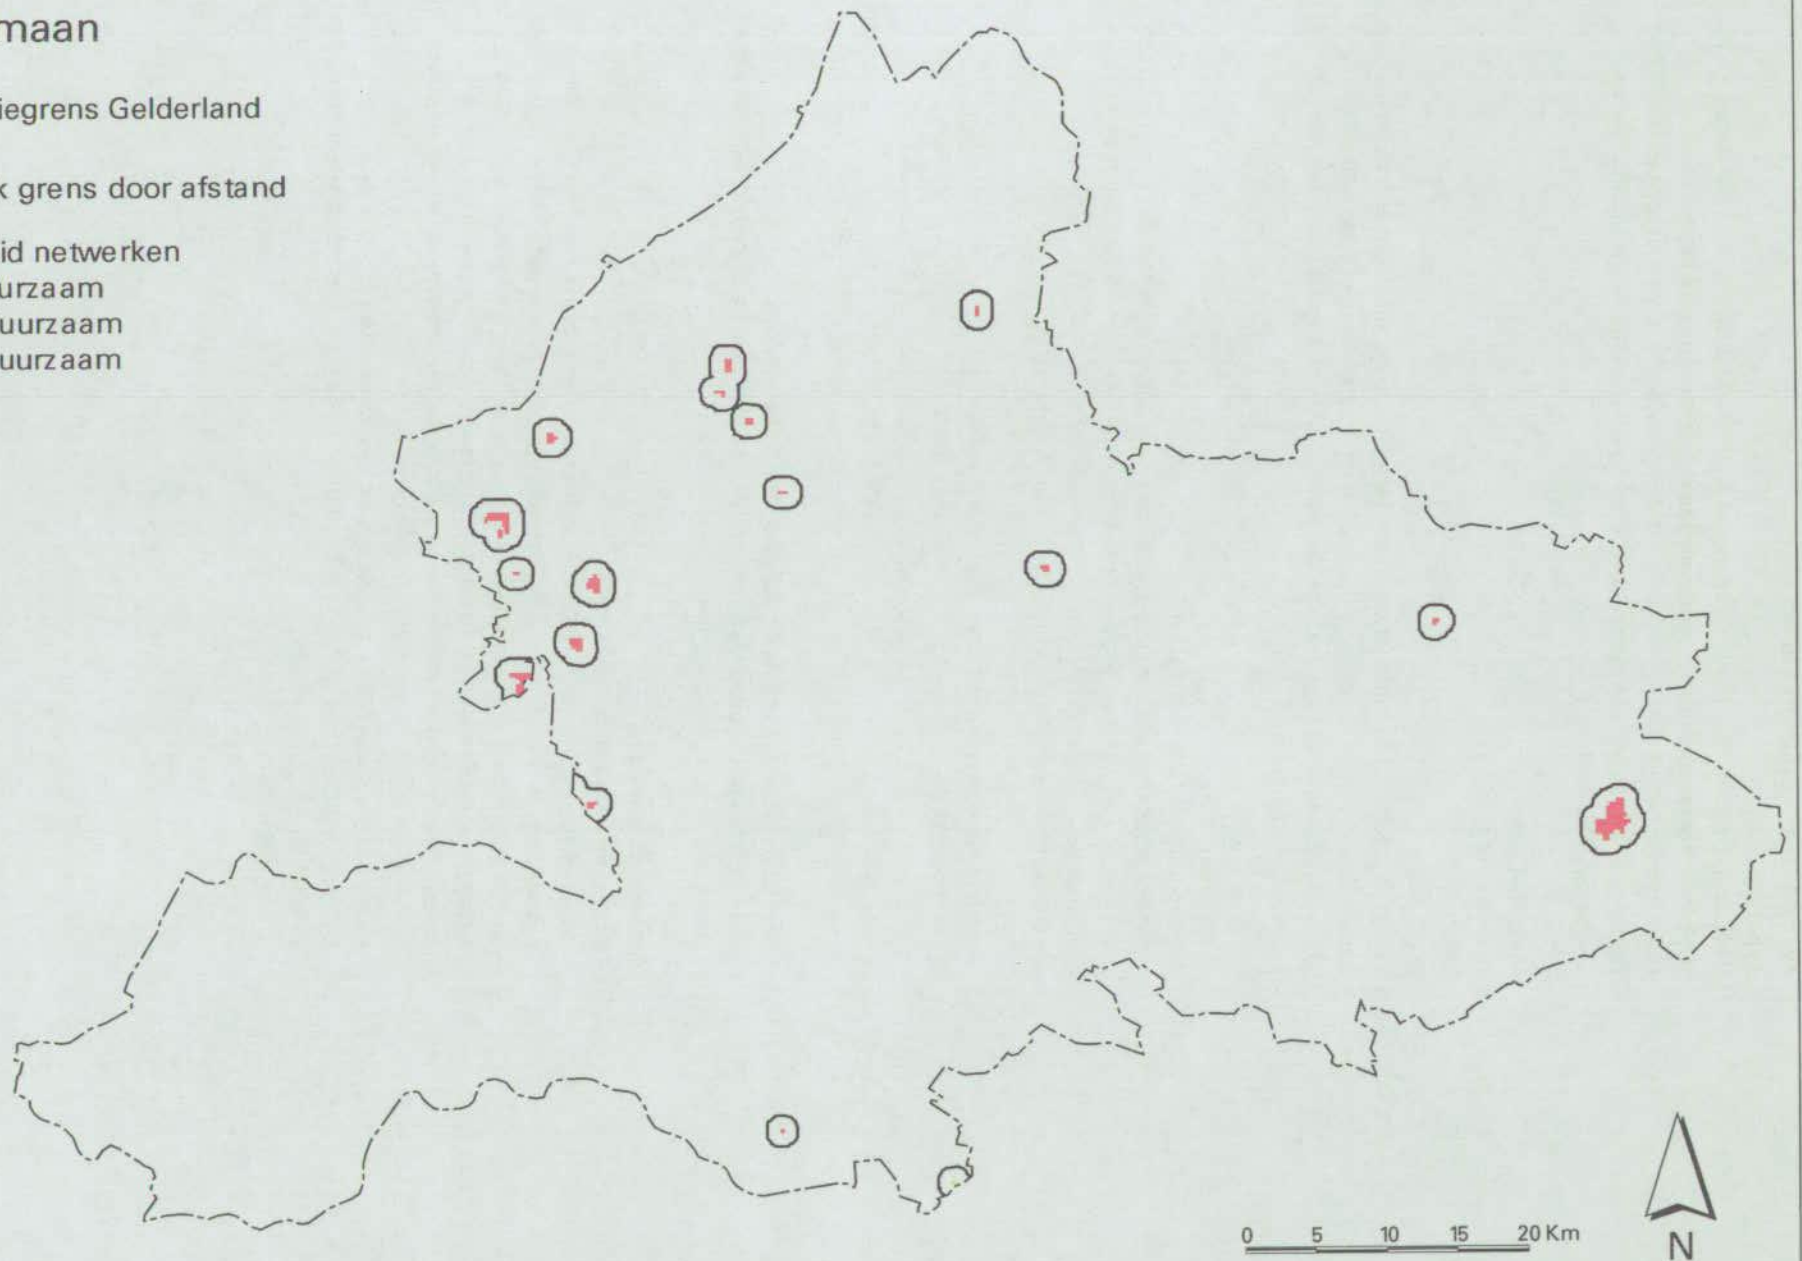 maan
iegrens Gelderland
k grens door afstand
id netwerken
urzaam
uurzaam
uurzaam
0 5 10 15 20 Km
N